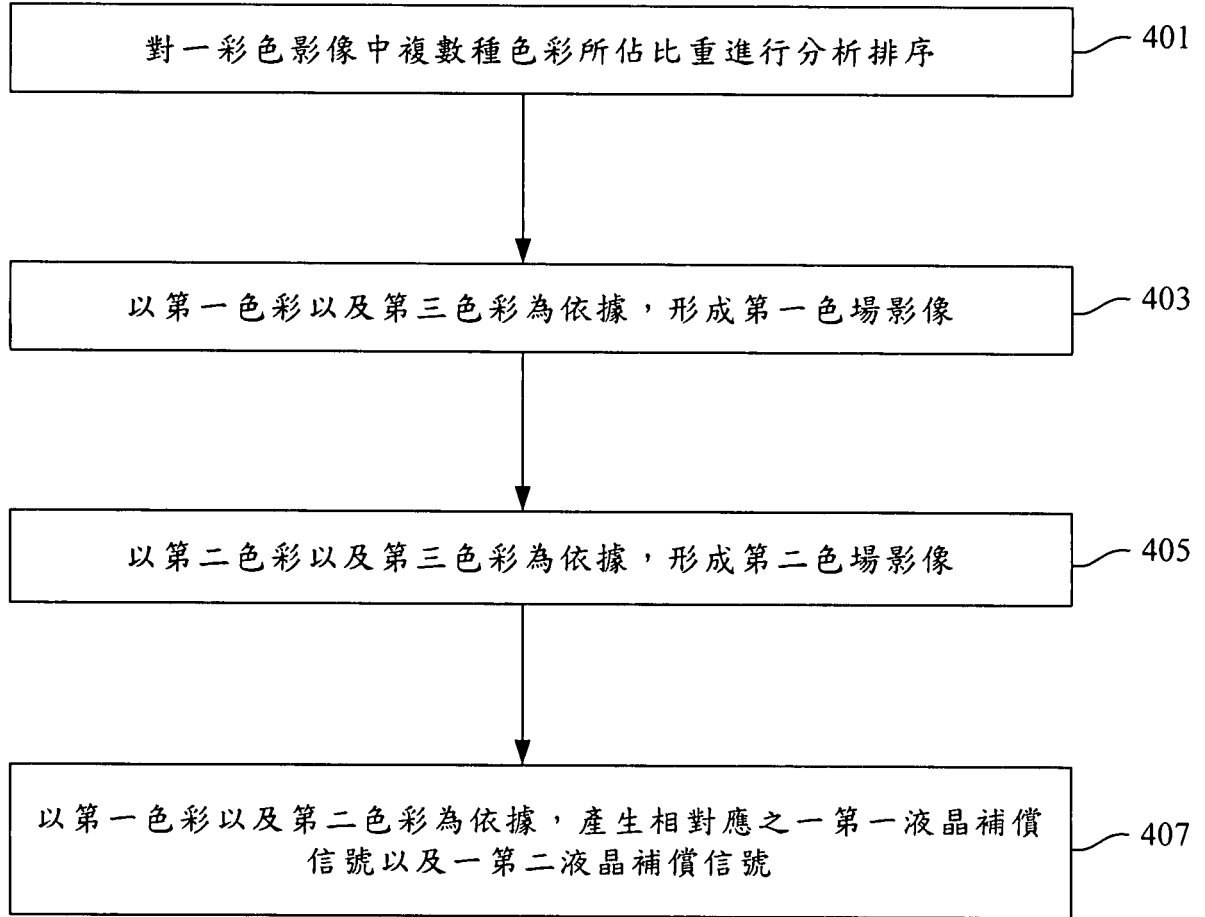 對一彩色影像中複數種色彩所佔比重進行分析排序
401
以第一色彩以及第三色彩為依據，形成第一色場影像
403
以第二色彩以及第三色彩為依據，形成第二色場影像
405
以第一色彩以及第二色彩為依據，產生相對應之一第一液晶補償
信號以及一第二液晶補償信號
407